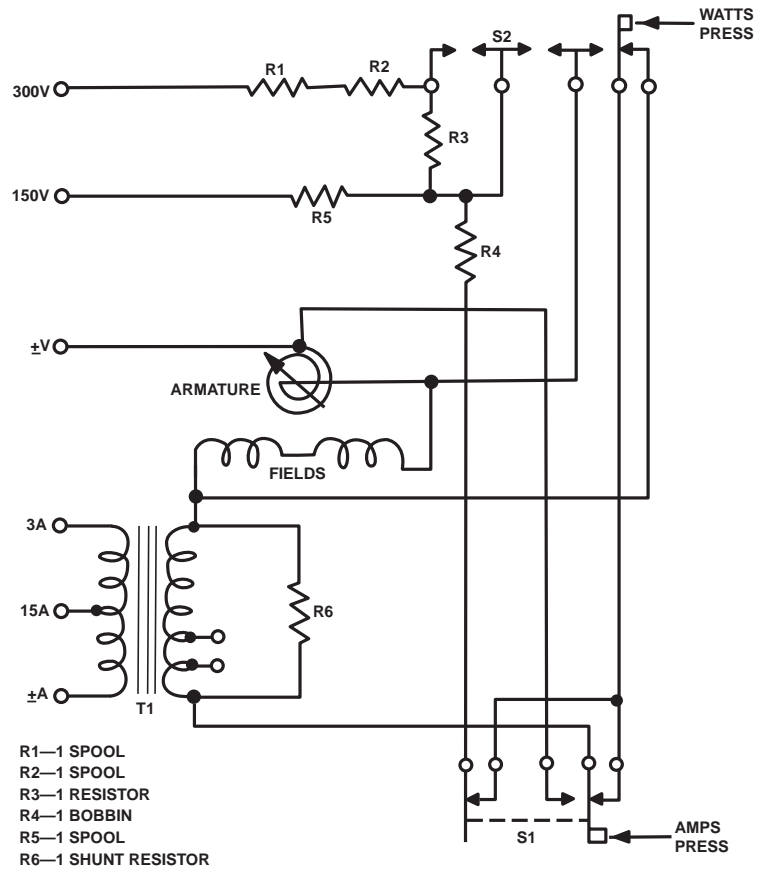 WATTS
PRESS
S2
R1
R2
300V
R3
150V
R5
R4
±V
ARMATURE
FIELDS
3A
15A
R6
±A
T1
R1—1 SPOOL
R2—1 SPOOL
R3—1 RESISTOR
R4—1 BOBBIN
R5—1 SPOOL
R6—1 SHUNT RESISTOR
S1
AMPS
PRESS